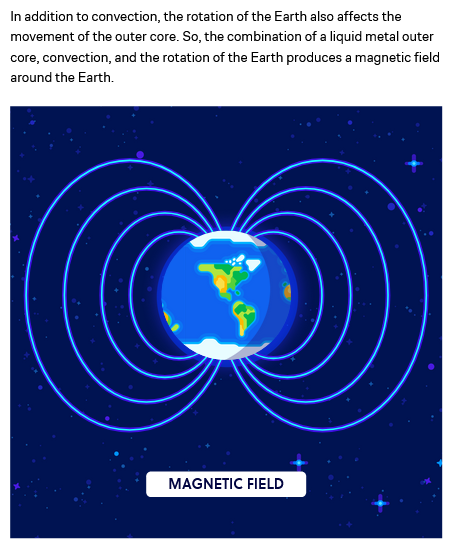 In addition to convection, the rotation of the Earth also affects the
movement of the outer core. So, the combination of a liquid metal outer
core, convection, and the rotation of the Earth produces a magnetic field
around the Earth.
MAGNETIC FIELD